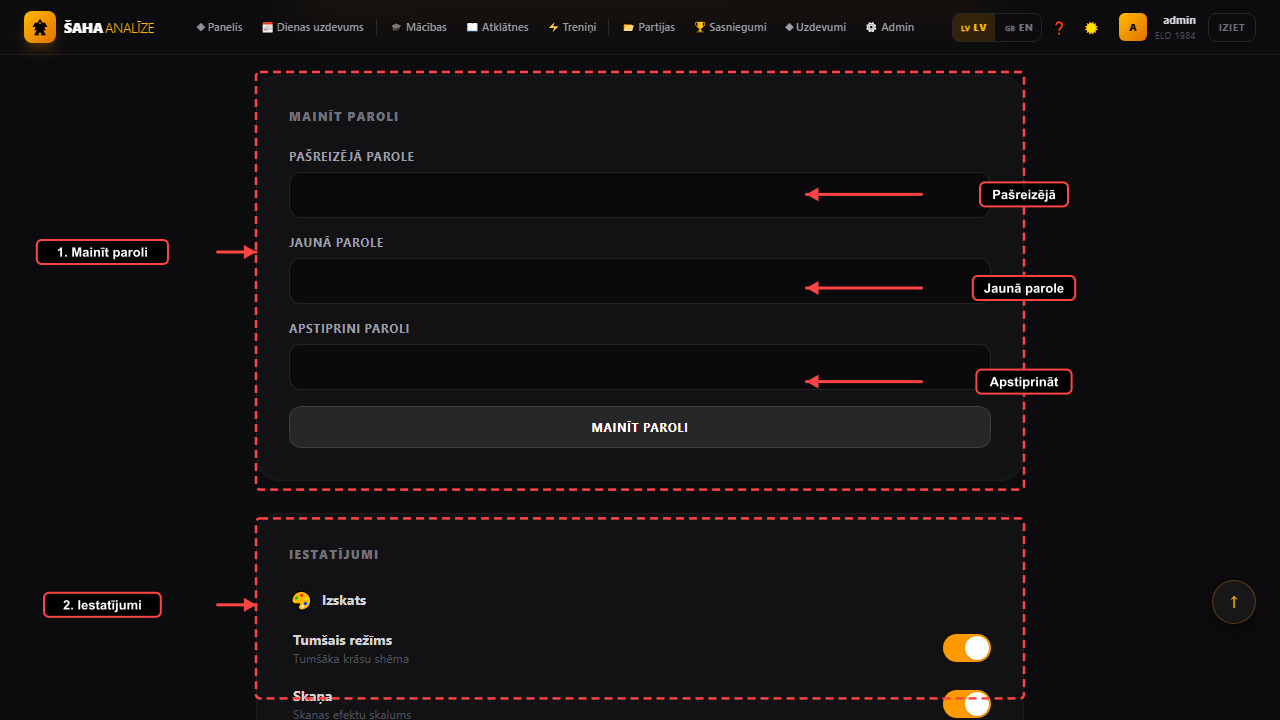 ŠAHA ANALĪZE
Panelis
Dienas uzdevums
Mācības
Atklātnes
Treniņi
Partijas
Sasniegumi
Uzdevumi
Admin
LV LV
GB EN
A
admin
ELO 1984
IZIET
MAINĪT PAROLI
PAŠREIZĒJĀ PAROLE
Pašreizējā
1. Mainīt paroli
JAUNĀ PAROLE
Jaunā parole
APSTIPRINI PAROLI
Apstiprināt
MAINĪT PAROLI
IESTATĪJUMI
2. Iestatījumi
Izskats
Tumšais režīms
Tumšāka krāsu shēma
Skaņa
Skaņas efektu skaļums